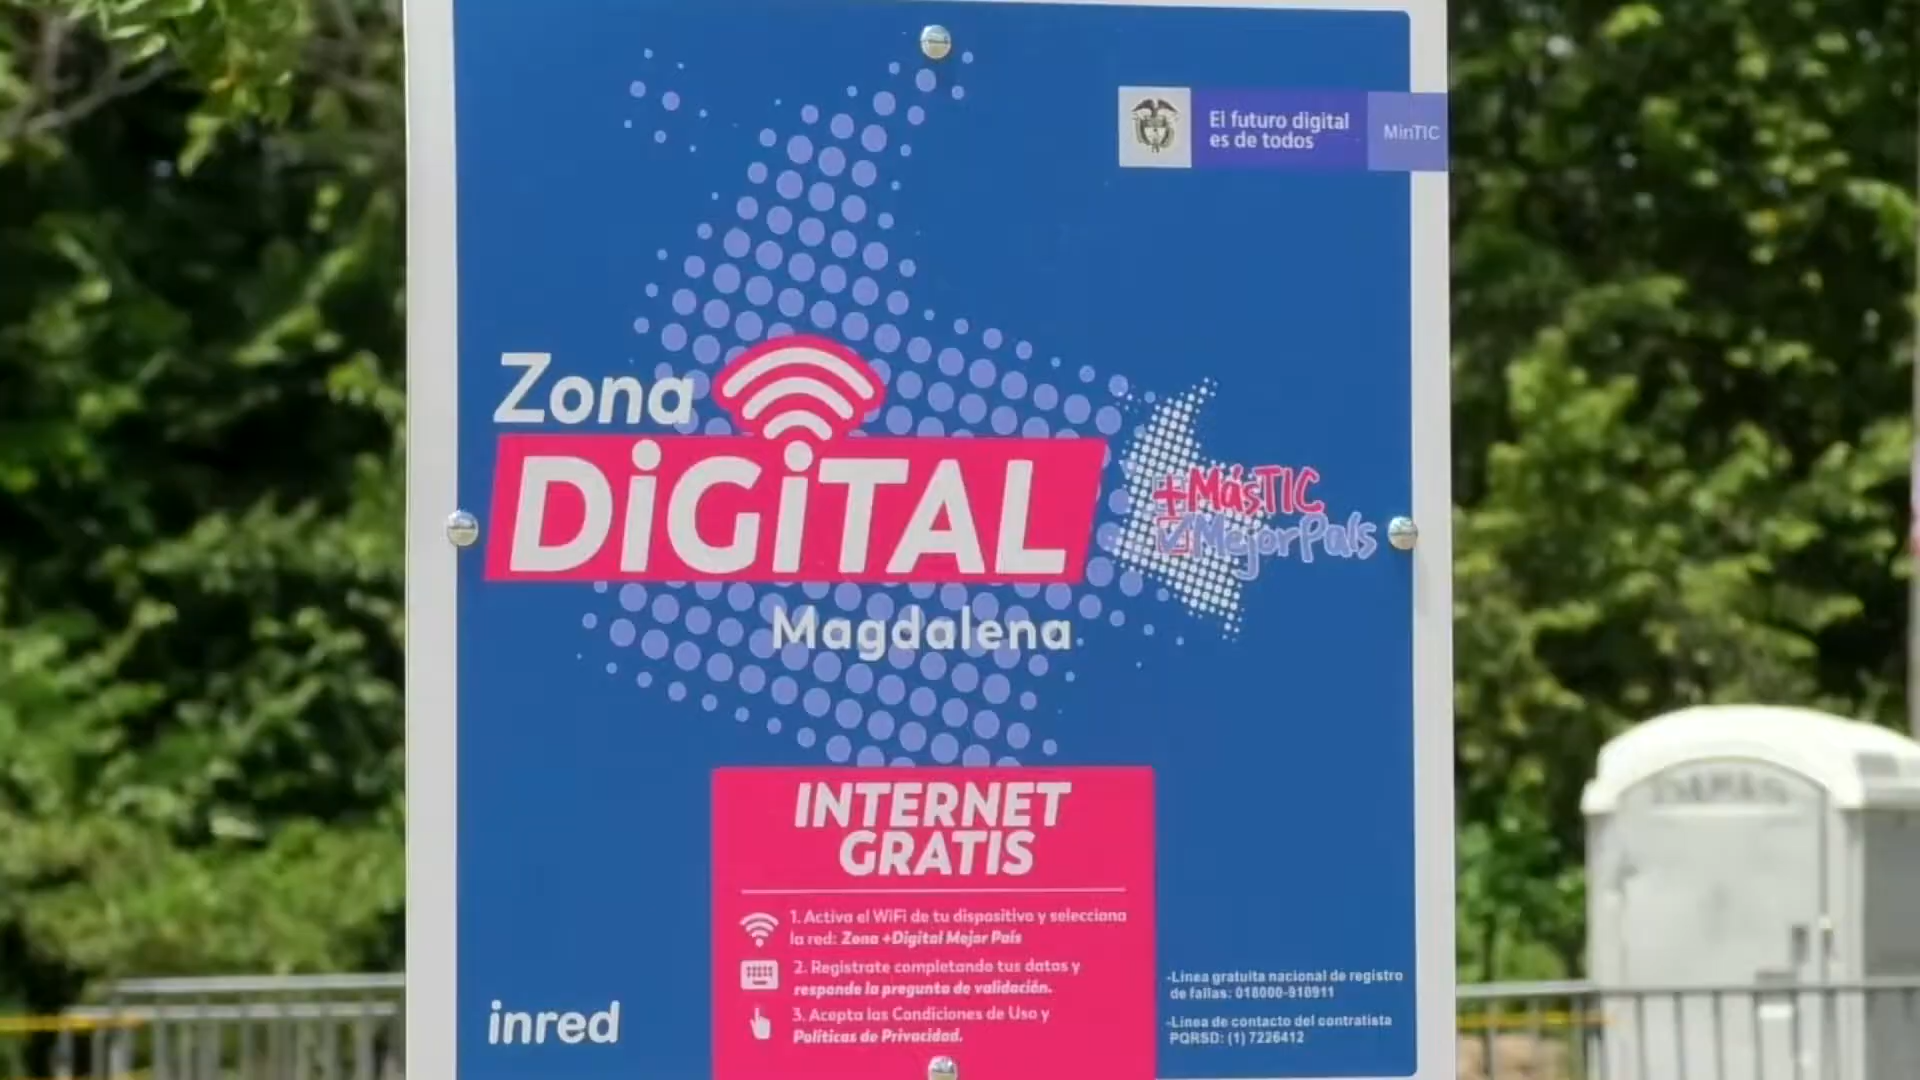 El futuro digital
es de todos
MinTIC
Zona
DiGiTAL
+MásTIC
MejorPaís
Magdalena
INTERNET
GRATIS
1. Activa el WiFi de tu dispositivo y selecciona
la red: Zona +Digital Mejor País
2. Registrate completando tus datos y
responde la pregunta de validación.
3. Acepta las Condiciones de Uso y
Políticas de Privacidad.
-Línea gratuita nacional de registro
de fallas: 018000-910911
-Línea de contacto del contratista
PQRSD: (1) 7226412
inred